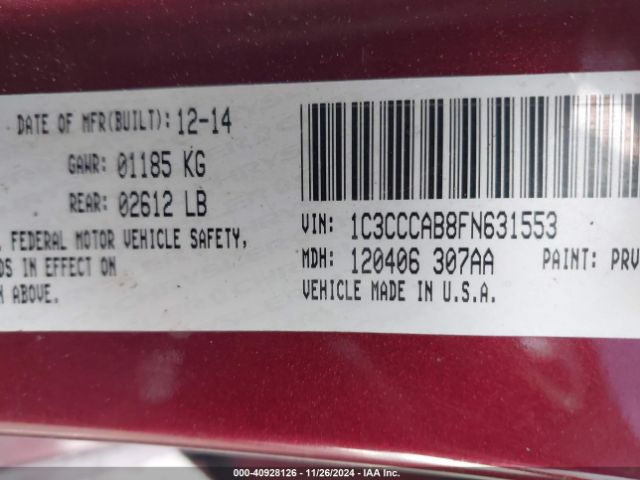 DATE OF MFR(BUILT): 12-14
GAWR: 01185 KG
REAR: 02612 LB
FEDERAL MOTOR VEHICLE SAFETY,
DS IN EFFECT ON
ABOVE.
VIN: 1C3CCCAB8FN631553
MDH: 120406 307AA PAINT: PRV
VEHICLE MADE IN U.S.A.
000-40928126 - 11/26/2024 - IAA Inc.